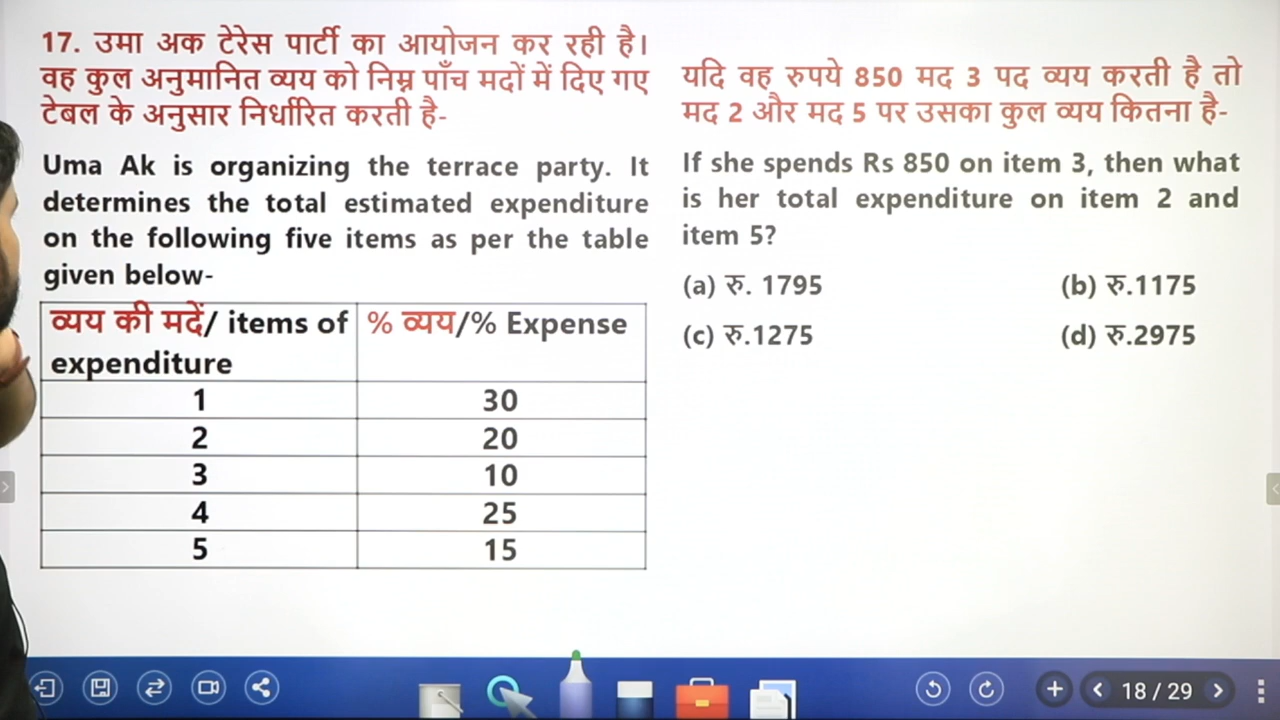 17. उमा अक टेरेस पार्टी का आयोजन कर रही है।
वह कुल अनुमानित व्यय को निम्न पाँच मदों में दिए गए
टेबल के अनुसार निर्धारित करती है-
Uma Ak is organizing the terrace party. It
determines the total estimated expenditure
on the following five items as per the table
given below-
व्यय की मदें/ items of expenditure | % व्यय/% Expense
1 30
2 20
3 10
4 25
5 15
यदि वह रुपये 850 मद 3 पद व्यय करती है तो
मद 2 और मद 5 पर उसका कुल व्यय कितना है-
If she spends Rs 850 on item 3, then what
is her total expenditure on item 2 and
item 5?
(a) रु. 1795 (b) रु.1175
(c) रु.1275 (d) रु.2975
18 / 29